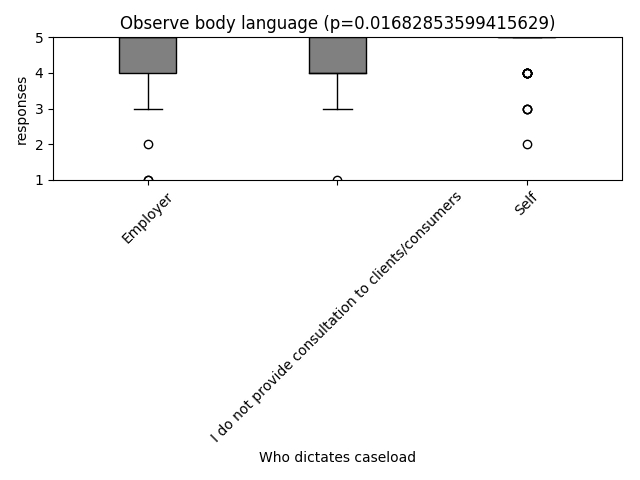 Observe body language (p=0.01682853599415629)
responses
5
4
3
2
1
Employer
I do not provide consultation to clients/consumers
Self
Who dictates caseload